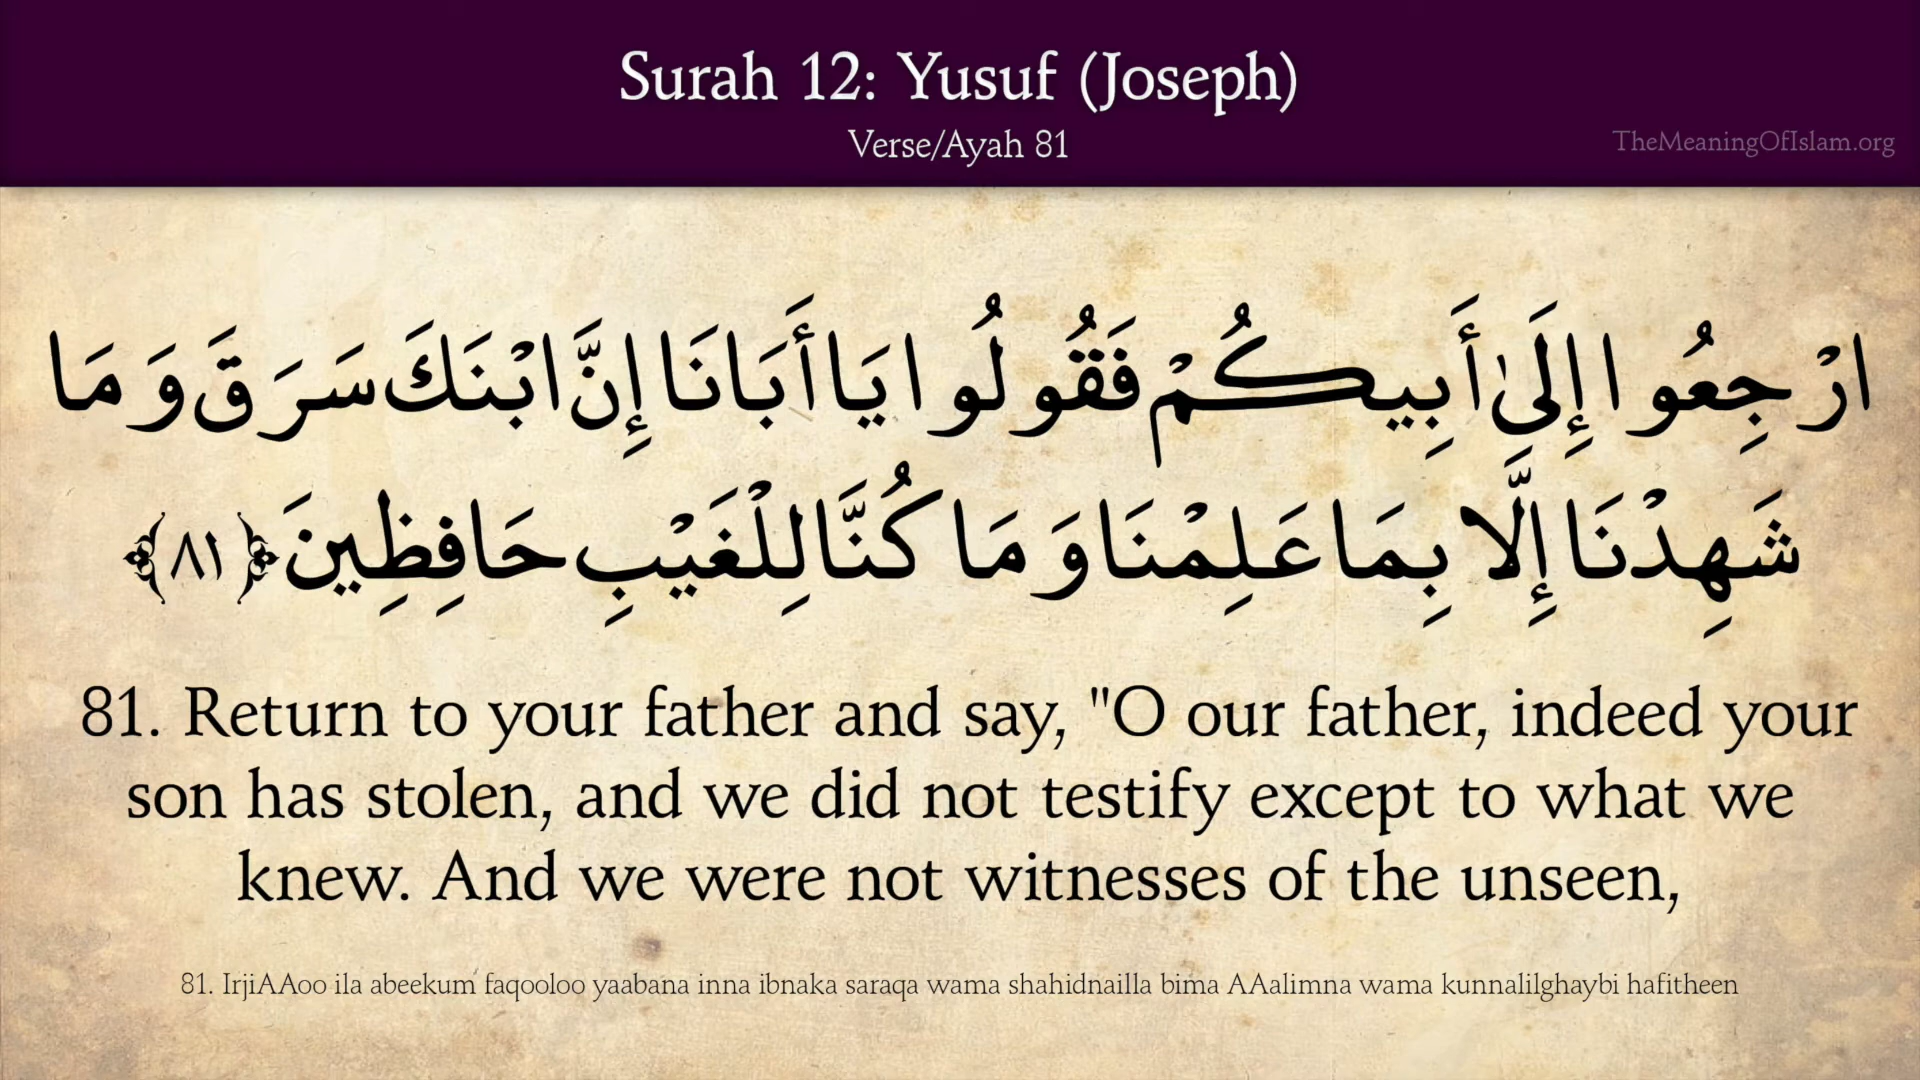 Surah 12: Yusuf (Joseph)
Verse/Ayah 81
TheMeaningOfIslam.org
ارْجِعُوا إِلَىٰ أَبِيكُمْ فَقُولُوا يَا أَبَانَا إِنَّ ابْنَكَ سَرَقَ وَمَا
شَهِدْنَا إِلَّا بِمَا عَلِمْنَا وَمَا كُنَّا لِلْغَيْبِ حَافِظِينَ ﴿٨١﴾
81. Return to your father and say, "O our father, indeed your
son has stolen, and we did not testify except to what we
knew. And we were not witnesses of the unseen,
81. IrjiAAoo ila abeekum faqooloo yaabana inna ibnaka saraqa wama shahidnailla bima AAalimna wama kunnalilghaybi hafitheen